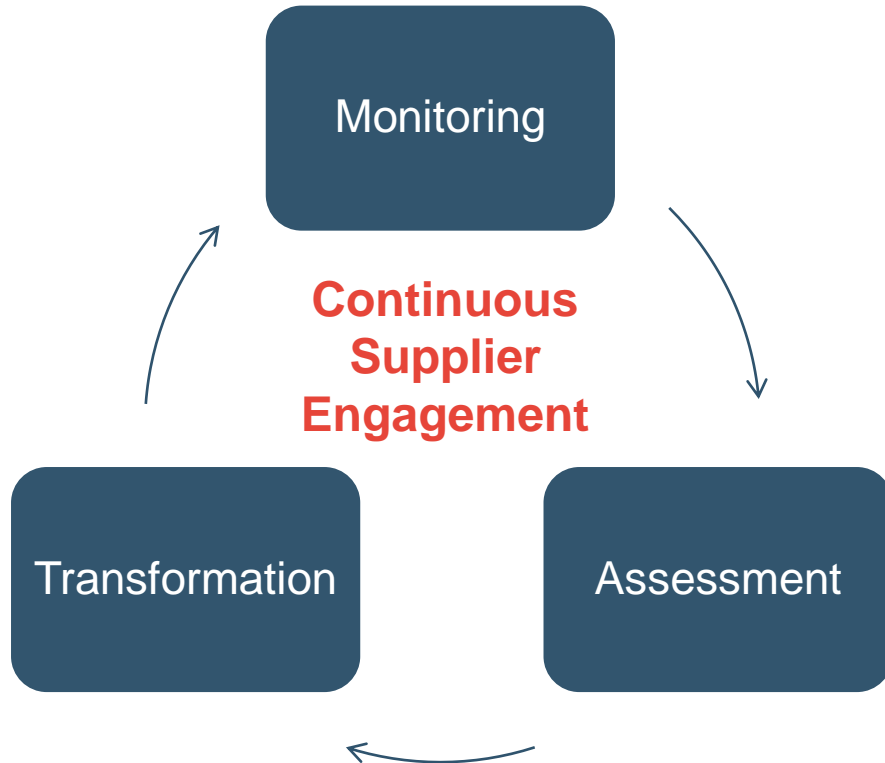 Monitoring
Continuous
Supplier
Engagement
Transformation
Assessment